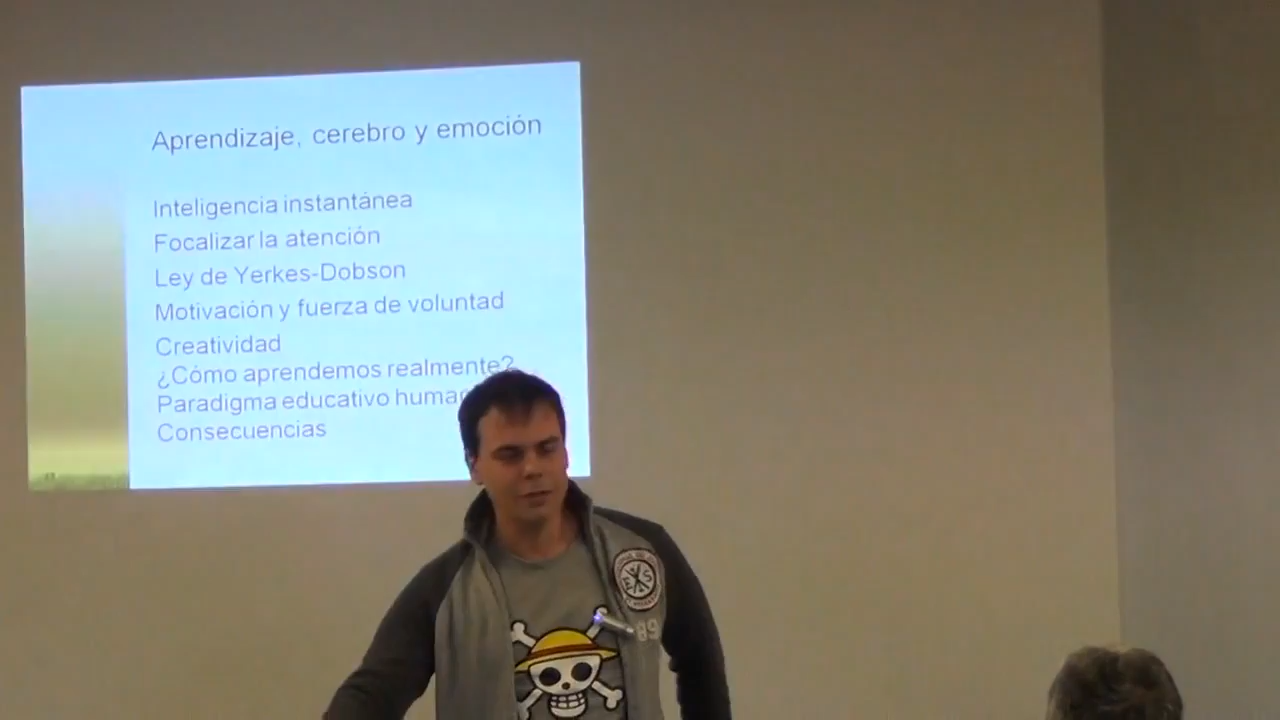 Aprendizaje, cerebro y emoción
Inteligencia instantánea
Focalizar la atención
Ley de Yerkes-Dobson
Motivación y fuerza de voluntad
Creatividad
¿Cómo aprendemos realmente?
Paradigma educativo
Consecuencias
89